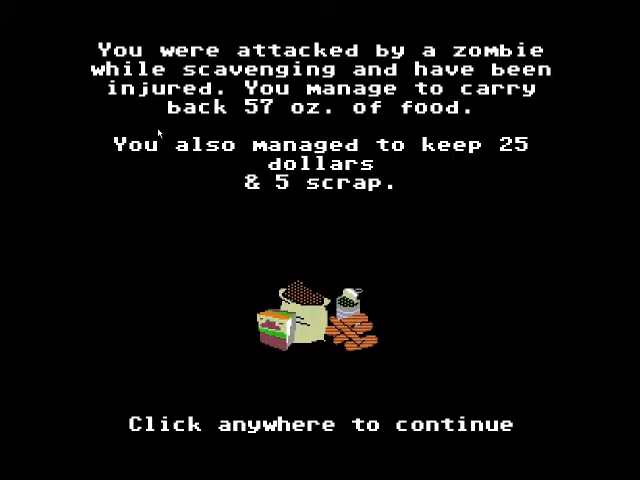 You were attacked by a zombie
while scavenging and have been
injured. You manage to carry
back 57 oz. of food.
You also managed to keep 25
dollars
& 5 scrap.
Click anywhere to continue